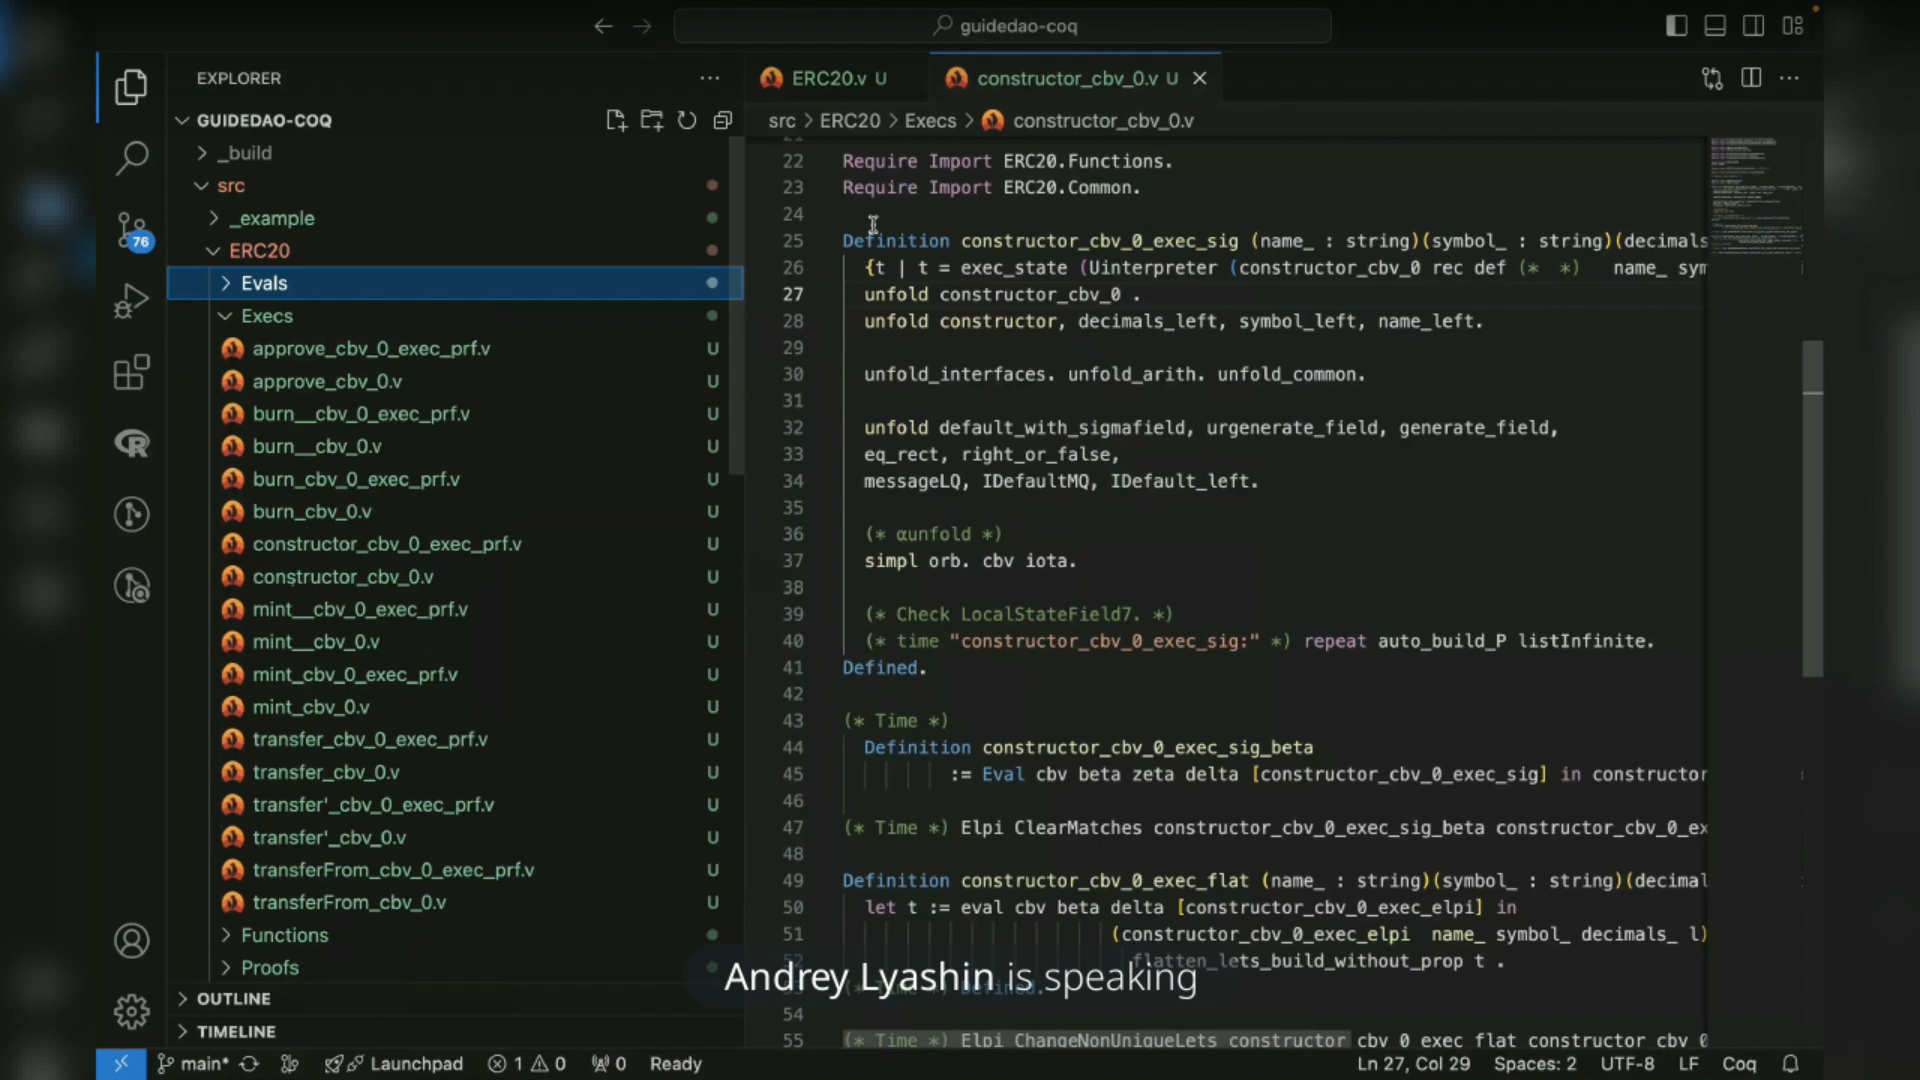 guidedao-coq
EXPLORER
ERC20.v U
constructor_cbv_0.v U
GUIDEDAO-COQ
src > ERC20 > Execs > constructor_cbv_0.v
_build
src
_example
ERC20
Evals
Execs
approve_cbv_0_exec_prf.v U
approve_cbv_0.v U
burn__cbv_0_exec_prf.v U
burn__cbv_0.v U
burn_cbv_0_exec_prf.v U
burn_cbv_0.v U
constructor_cbv_0_exec_prf.v U
constructor_cbv_0.v U
mint__cbv_0_exec_prf.v U
mint__cbv_0.v U
mint_cbv_0_exec_prf.v U
mint_cbv_0.v U
transfer_cbv_0_exec_prf.v U
transfer_cbv_0.v U
transfer'_cbv_0_exec_prf.v U
transfer'_cbv_0.v U
transferFrom_cbv_0_exec_prf.v U
transferFrom_cbv_0.v U
Functions
Proofs
OUTLINE
TIMELINE
76
22 Require Import ERC20.Functions.
23 Require Import ERC20.Common.
24
25 Definition constructor_cbv_0_exec_sig (name_ : string)(symbol_ : string)(decimals
26 {t | t = exec_state (Uinterpreter (constructor_cbv_0 rec def (* *) name_ sym
27 unfold constructor_cbv_0 .
28 unfold constructor, decimals_left, symbol_left, name_left.
29
30 unfold_interfaces. unfold_arith. unfold_common.
31
32 unfold default_with_sigmafield, urgenerate_field, generate_field,
33 eq_rect, right_or_false,
34 messageLQ, IDefaultMQ, IDefault_left.
35
36 (* αunfold *)
37 simpl orb. cbv iota.
38
39 (* Check LocalStateField7. *)
40 (* time "constructor_cbv_0_exec_sig:" *) repeat auto_build_P listInfinite.
41 Defined.
42
43 (* Time *)
44 Definition constructor_cbv_0_exec_sig_beta
45 := Eval cbv beta zeta delta [constructor_cbv_0_exec_sig] in constructor
46
47 (* Time *) Elpi ClearMatches constructor_cbv_0_exec_sig_beta constructor_cbv_0_ex
48
49 Definition constructor_cbv_0_exec_flat (name_ : string)(symbol_ : string)(decimal
50 let t := eval cbv beta delta [constructor_cbv_0_exec_elpi] in
51 (constructor_cbv_0_exec_elpi name_ symbol_ decimals_ l)
52 flatten_lets_build_without_prop t .
Defined.
54
55 (* Time *) Elpi ChangeNonUniqueLets constructor_cbv_0_exec_flat constructor_cbv_0
Andrey Lyashin is speaking
main* Launchpad 1 0 0 Ready Ln 27, Col 29 Spaces: 2 UTF-8 LF Coq